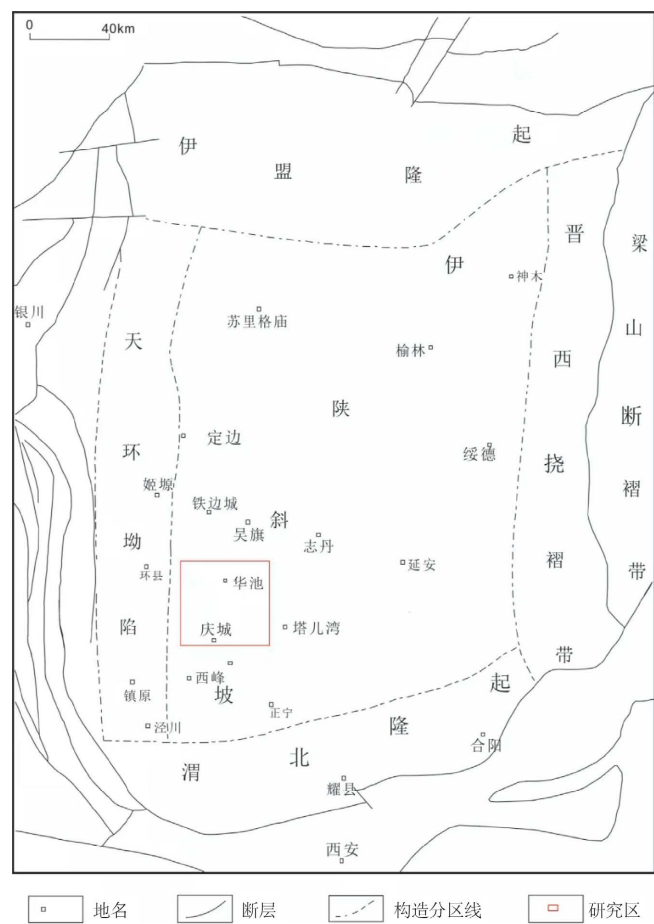 0 40km
伊盟隆起
伊陕斜坡
晋西挠褶带
梁山断褶带
天环坳陷
渭北隆起
神木
银川
苏里格庙
榆林
定边
绥德
姬塬
铁边城
吴旗
志丹
环县
延安
华池
庆城
塔儿湾
西峰
镇原
正宁
泾川
合阳
耀县
西安
地名 断层 构造分区线 研究区